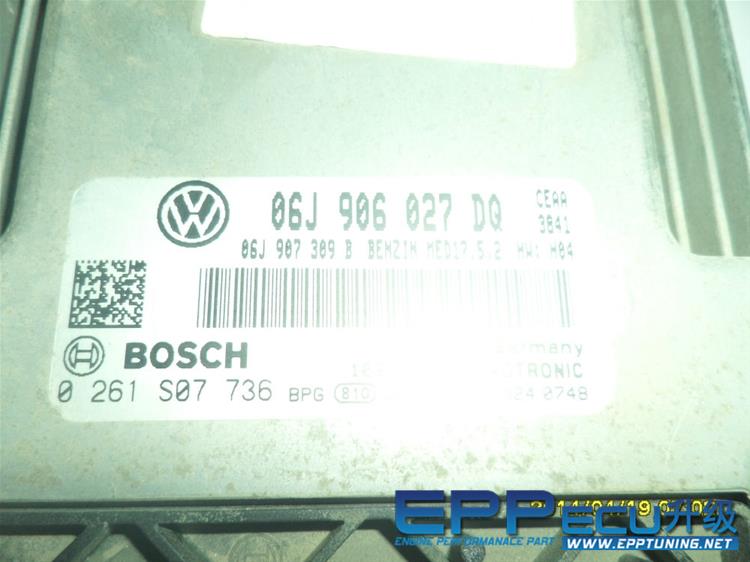 06J 906 027 DQ
CEAA
3841
06J 907 309 B BENZIN MED17.5.2 HW: H04
BOSCH
Germany
0 261 S07 736 BPG 810
0748
EPP ECU升级
ENGINE PERFORMANACE PART
WWW.EPPTUNING.NET